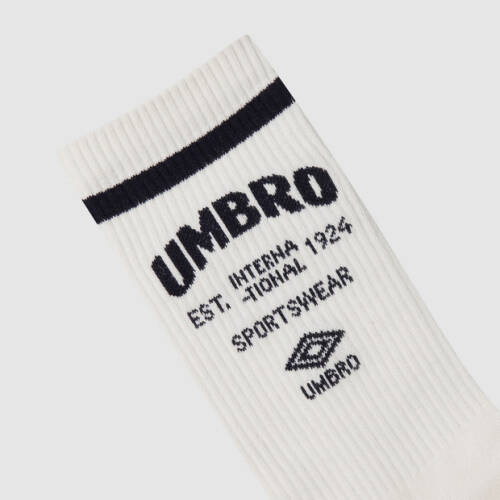 UMBRO
EST. INTERNA 1924
-TIONAL
SPORTSWEAR
UMBRO